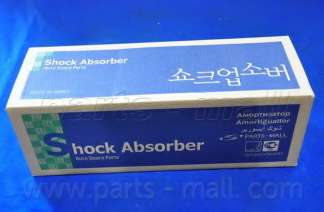 Shock Absorber
Auto Spare Parts
쇼크업소버
Shock Absorber
Auto Spare Parts
Амортизатор
Amortiguador
PARTS-MALL
www.parts-mall.com